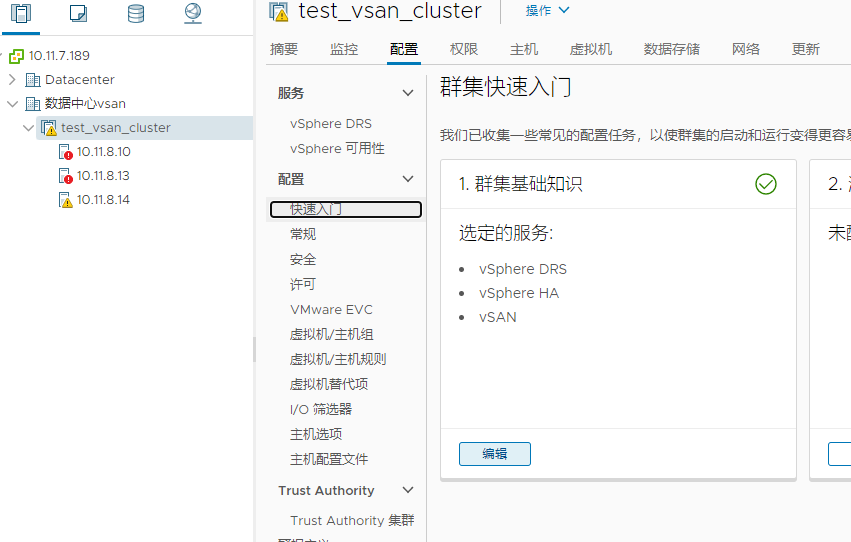 test_vsan_cluster
操作
摘要 监控 配置 权限 主机 虚拟机 数据存储 网络 更新
10.11.7.189
Datacenter
数据中心vsan
test_vsan_cluster
10.11.8.10
10.11.8.13
10.11.8.14
服务
vSphere DRS
vSphere 可用性
配置
快速入门
常规
安全
许可
VMware EVC
虚拟机/主机组
虚拟机/主机规则
虚拟机替代项
I/O 筛选器
主机选项
主机配置文件
Trust Authority
Trust Authority 集群
群集快速入门
我们已收集一些常见的配置任务，以使群集的启动和运行变得更容易
1. 群集基础知识
选定的服务:
vSphere DRS
vSphere HA
vSAN
编辑
2.
未